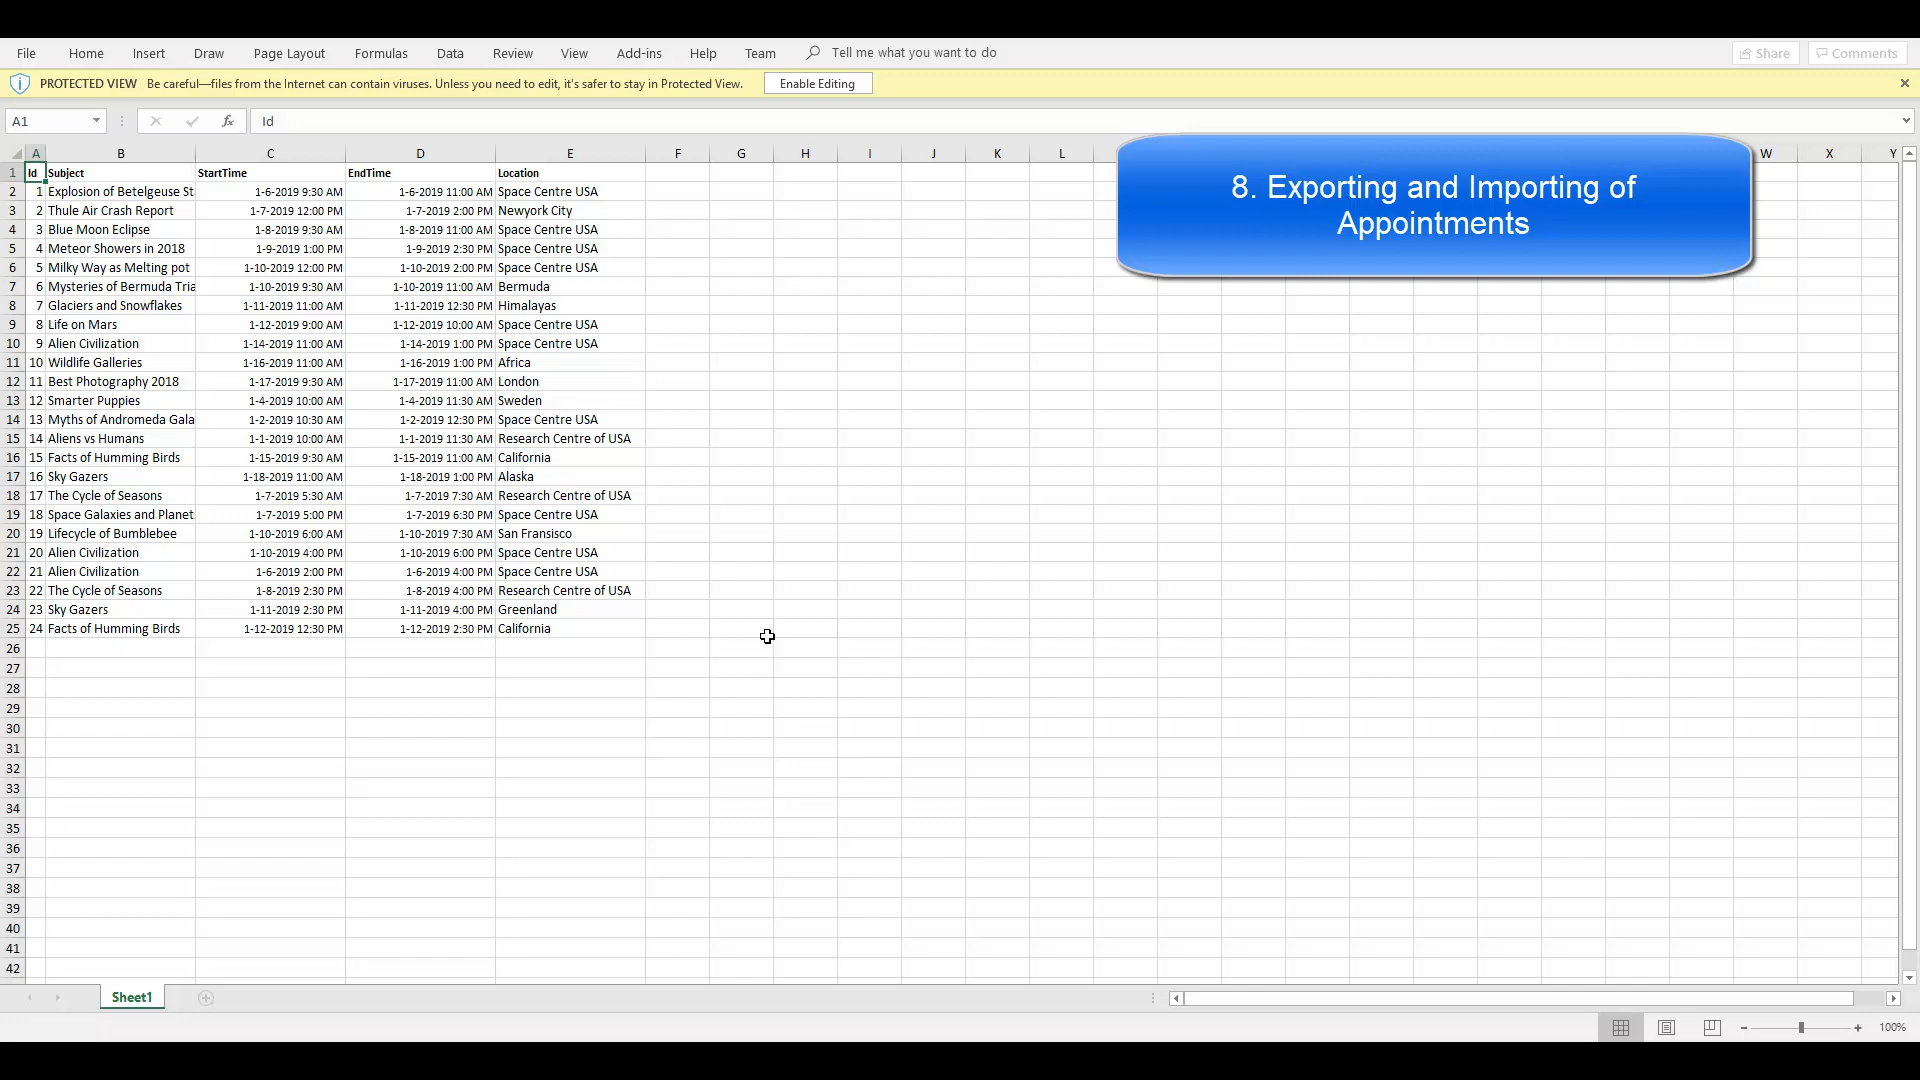 File Home Insert Draw Page Layout Formulas Data Review View Add-ins Help Team Tell me what you want to do Share Comments
PROTECTED VIEW Be careful—files from the Internet can contain viruses. Unless you need to edit, it's safer to stay in Protected View. Enable Editing
A1 fx Id
A B C D E F G H I J K L W X Y
8. Exporting and Importing of
Appointments
1 Id Subject StartTime EndTime Location
2 1 Explosion of Betelgeuse St 1-6-2019 9:30 AM 1-6-2019 11:00 AM Space Centre USA
3 2 Thule Air Crash Report 1-7-2019 12:00 PM 1-7-2019 2:00 PM Newyork City
4 3 Blue Moon Eclipse 1-8-2019 9:30 AM 1-8-2019 11:00 AM Space Centre USA
5 4 Meteor Showers in 2018 1-9-2019 1:00 PM 1-9-2019 2:30 PM Space Centre USA
6 5 Milky Way as Melting pot 1-10-2019 12:00 PM 1-10-2019 2:00 PM Space Centre USA
7 6 Mysteries of Bermuda Tria 1-10-2019 9:30 AM 1-10-2019 11:00 AM Bermuda
8 7 Glaciers and Snowflakes 1-11-2019 11:00 AM 1-11-2019 12:30 PM Himalayas
9 8 Life on Mars 1-12-2019 9:00 AM 1-12-2019 10:00 AM Space Centre USA
10 9 Alien Civilization 1-14-2019 11:00 AM 1-14-2019 1:00 PM Space Centre USA
11 10 Wildlife Galleries 1-16-2019 11:00 AM 1-16-2019 1:00 PM Africa
12 11 Best Photography 2018 1-17-2019 9:30 AM 1-17-2019 11:00 AM London
13 12 Smarter Puppies 1-4-2019 10:00 AM 1-4-2019 11:30 AM Sweden
14 13 Myths of Andromeda Gala 1-2-2019 10:30 AM 1-2-2019 12:30 PM Space Centre USA
15 14 Aliens vs Humans 1-1-2019 10:00 AM 1-1-2019 11:30 AM Research Centre of USA
16 15 Facts of Humming Birds 1-15-2019 9:30 AM 1-15-2019 11:00 AM California
17 16 Sky Gazers 1-18-2019 11:00 AM 1-18-2019 1:00 PM Alaska
18 17 The Cycle of Seasons 1-7-2019 5:30 AM 1-7-2019 7:30 AM Research Centre of USA
19 18 Space Galaxies and Planet 1-7-2019 5:00 PM 1-7-2019 6:30 PM Space Centre USA
20 19 Lifecycle of Bumblebee 1-10-2019 6:00 AM 1-10-2019 7:30 AM San Fransisco
21 20 Alien Civilization 1-10-2019 4:00 PM 1-10-2019 6:00 PM Space Centre USA
22 21 Alien Civilization 1-6-2019 2:00 PM 1-6-2019 4:00 PM Space Centre USA
23 22 The Cycle of Seasons 1-8-2019 2:30 PM 1-8-2019 4:00 PM Research Centre of USA
24 23 Sky Gazers 1-11-2019 2:30 PM 1-11-2019 4:00 PM Greenland
25 24 Facts of Humming Birds 1-12-2019 12:30 PM 1-12-2019 2:30 PM California
26
27
28
29
30
31
32
33
34
35
36
37
38
39
40
41
42
Sheet1
100%